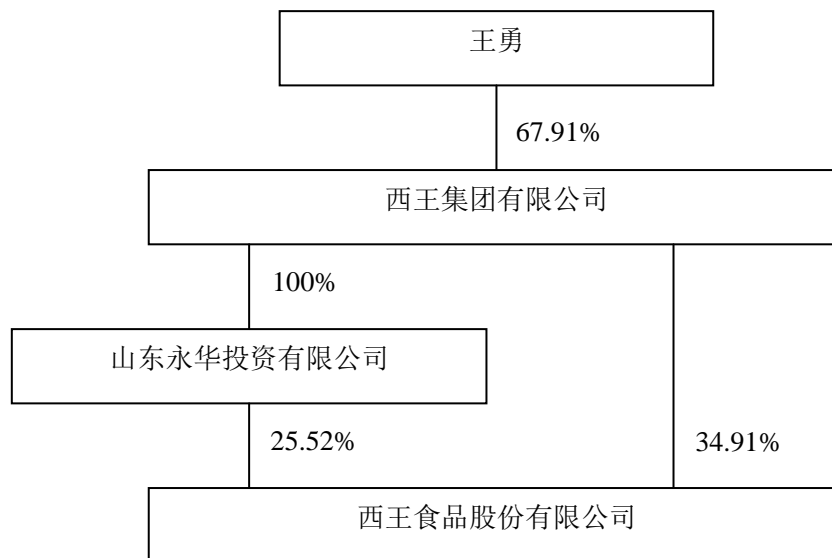 王勇
67.91%
西王集团有限公司
100%
山东永华投资有限公司
25.52%
34.91%
西王食品股份有限公司